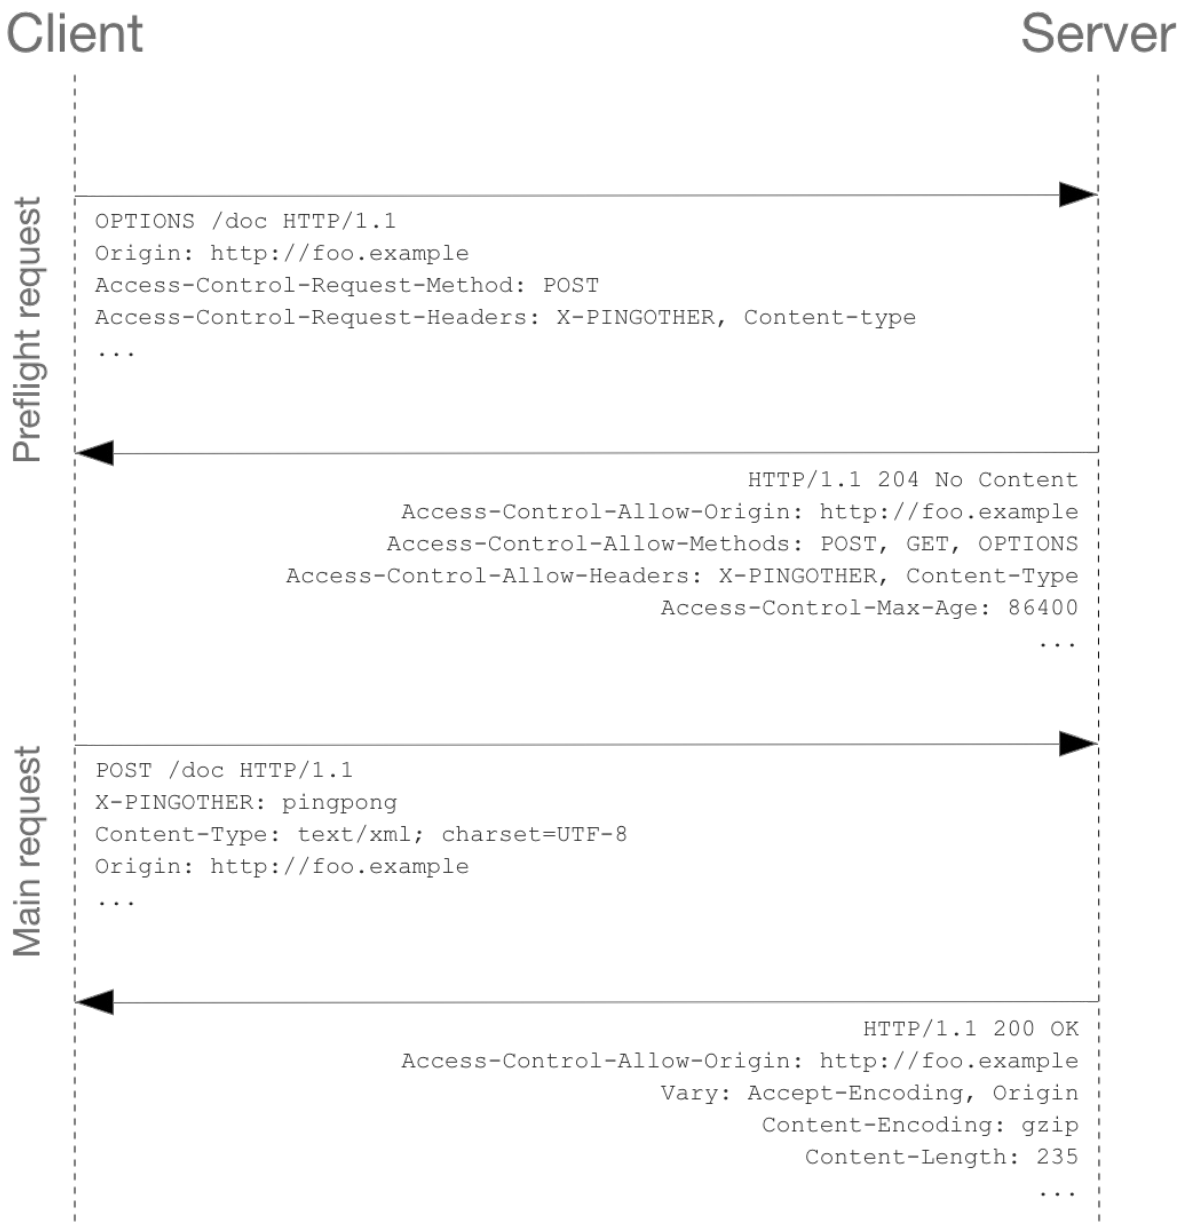 Client
Server
Preflight request
OPTIONS /doc HTTP/1.1
Origin: http://foo.example
Access-Control-Request-Method: POST
Access-Control-Request-Headers: X-PINGOTHER, Content-type
...
HTTP/1.1 204 No Content
Access-Control-Allow-Origin: http://foo.example
Access-Control-Allow-Methods: POST, GET, OPTIONS
Access-Control-Allow-Headers: X-PINGOTHER, Content-Type
Access-Control-Max-Age: 86400
...
Main request
POST /doc HTTP/1.1
X-PINGOTHER: pingpong
Content-Type: text/xml; charset=UTF-8
Origin: http://foo.example
...
HTTP/1.1 200 OK
Access-Control-Allow-Origin: http://foo.example
Vary: Accept-Encoding, Origin
Content-Encoding: gzip
Content-Length: 235
...